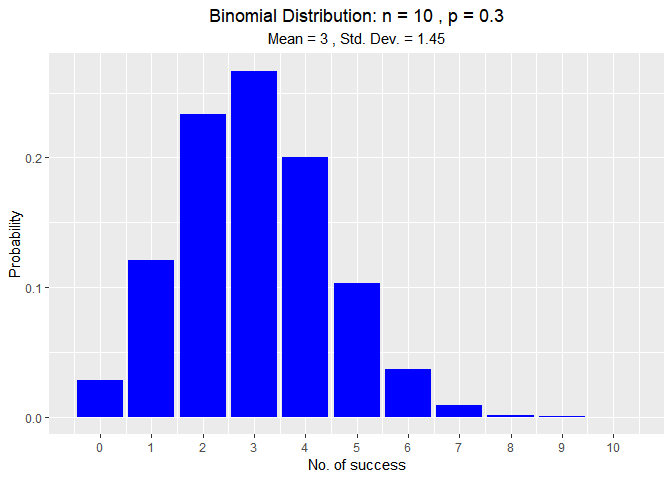 Binomial Distribution: n = 10 , p = 0.3
Mean = 3 , Std. Dev. = 1.45
Probability
0.2
0.1
0.0
0 1 2 3 4 5 6 7 8 9 10
No. of success